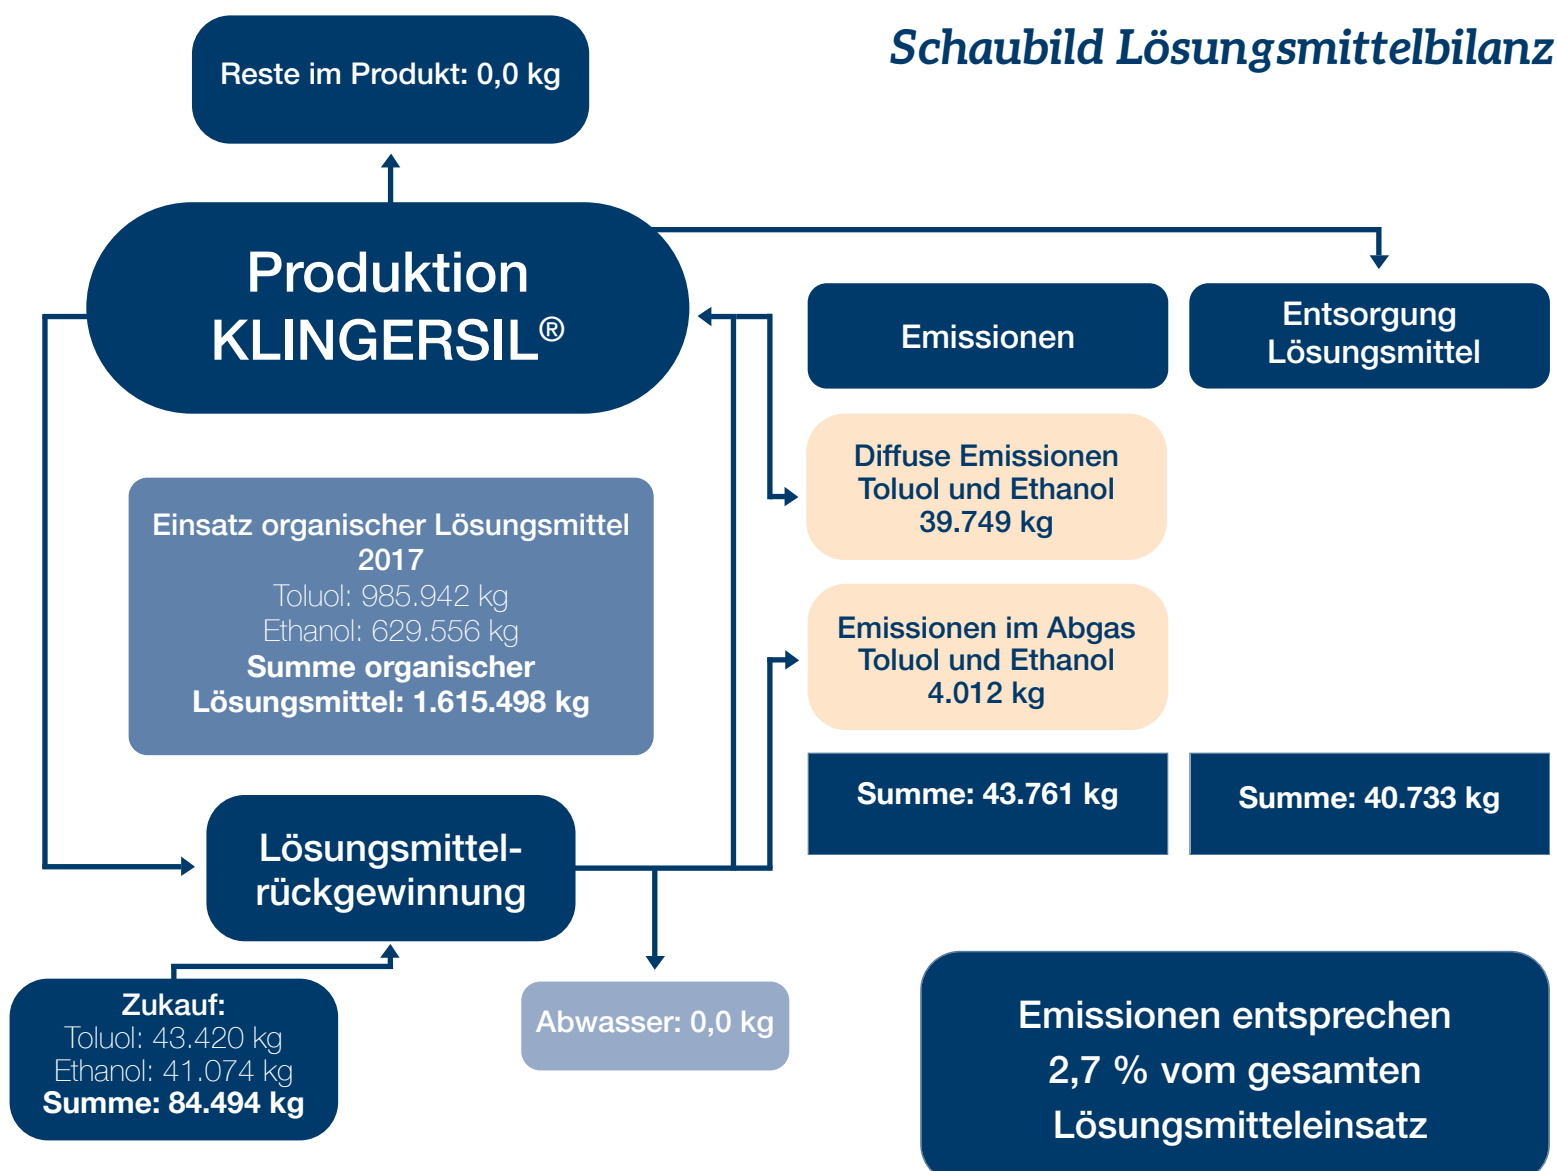 Schaubild Lösungsmittelbilanz
Reste im Produkt: 0,0 kg
Produktion
KLINGERSIL®
Emissionen
Entsorgung
Lösungsmittel
Diffuse Emissionen
Toluol und Ethanol
39.749 kg
Einsatz organischer Lösungsmittel
2017
Toluol: 985.942 kg
Ethanol: 629.556 kg
Summe organischer
Lösungsmittel: 1.615.498 kg
Emissionen im Abgas
Toluol und Ethanol
4.012 kg
Summe: 43.761 kg
Summe: 40.733 kg
Lösungsmittel-
rückgewinnung
Zukauf:
Toluol: 43.420 kg
Ethanol: 41.074 kg
Summe: 84.494 kg
Abwasser: 0,0 kg
Emissionen entsprechen
2,7 % vom gesamten
Lösungsmitteleinsatz